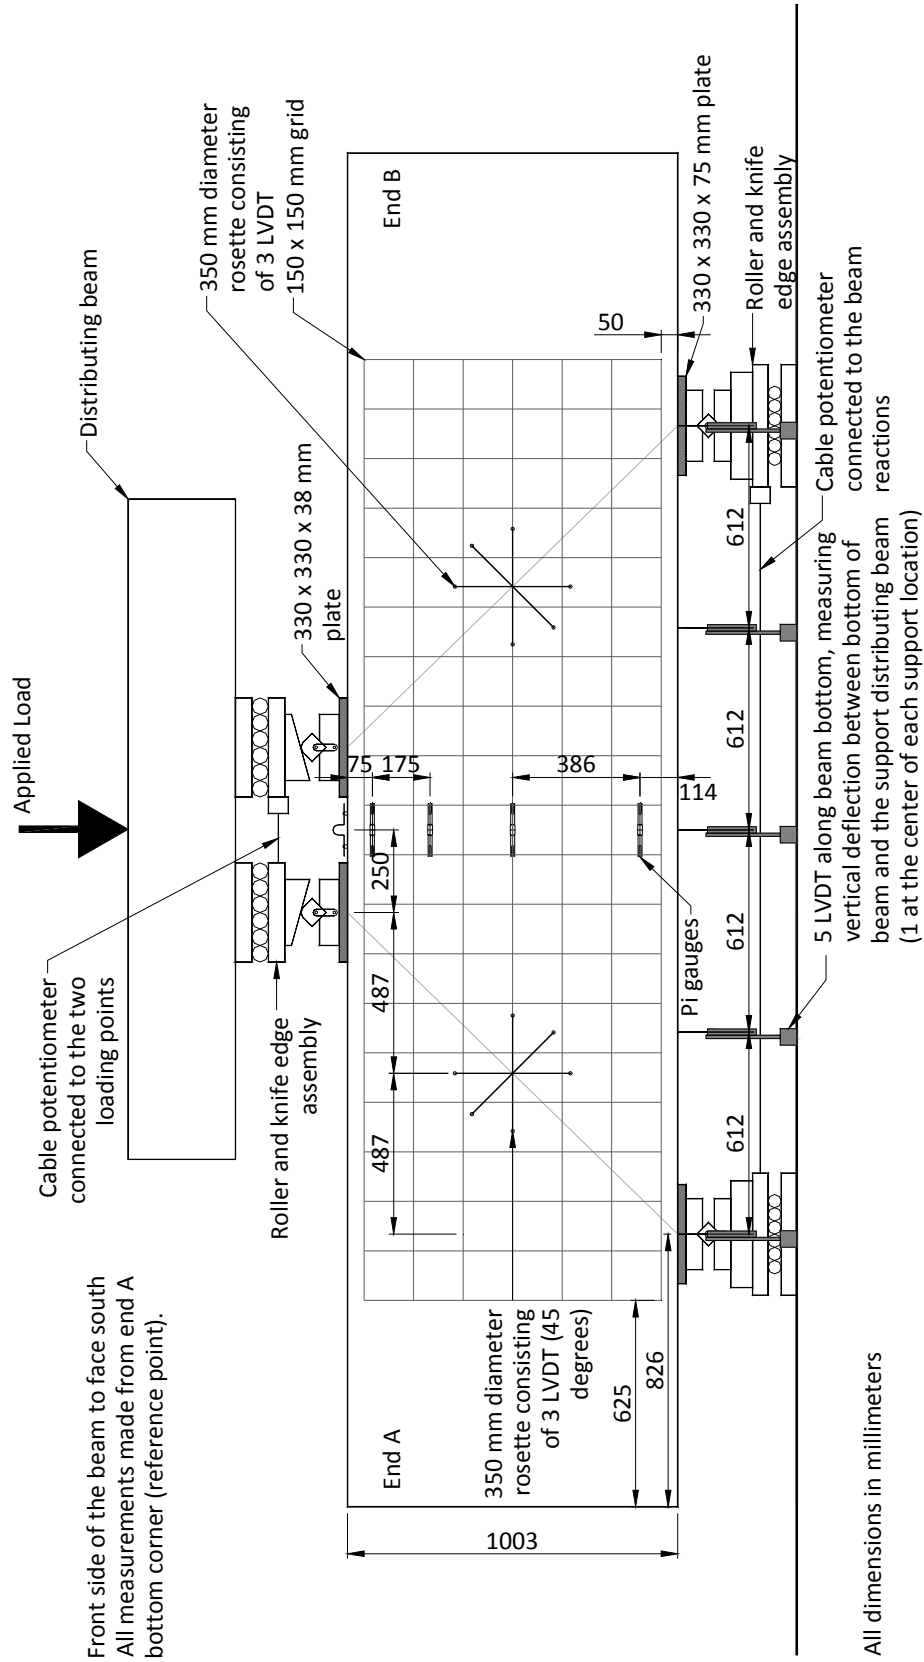 Front side of the beam to face south
All measurements made from end A
bottom corner (reference point).
Applied Load
Distributing beam
Cable potentiometer
connected to the two
loading points
Roller and knife edge
assembly
330 x 330 x 38 mm
plate
350 mm diameter
rosette consisting
of 3 LVDT
150 x 150 mm grid
End A
End B
75
175
386
114
250
487
487
50
Pi gauges
350 mm diameter
rosette consisting
of 3 LVDT (45
degrees)
625
826
1003
330 x 330 x 75 mm plate
Roller and knife
edge assembly
612
612
612
612
Cable potentiometer
connected to the beam
reactions
5 LVDT along beam bottom, measuring
vertical deflection between bottom of
beam and the support distributing beam
(1 at the center of each support location)
All dimensions in millimeters